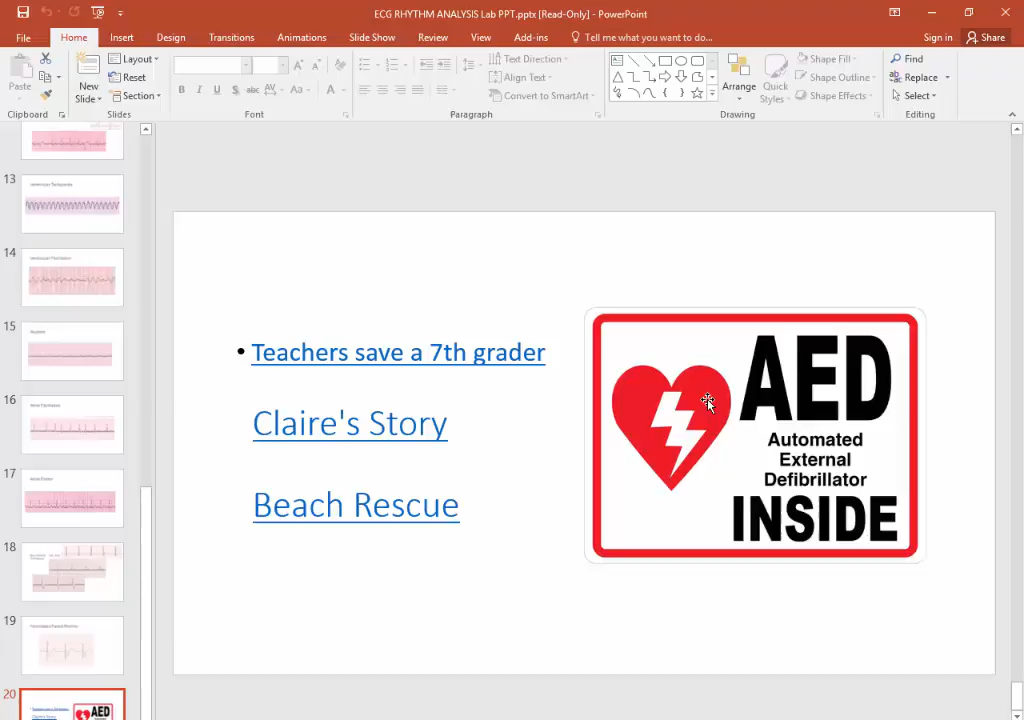 ECG RHYTHM ANALYSIS Lab PPT.pptx [Read-Only] - PowerPoint
File Home Insert Design Transitions Animations Slide Show Review View Add-ins Tell me what you want to do... Sign in Share
Paste
New Slide
Layout
Reset
Section
B I U S abc AV Aa A
Text Direction
Align Text
Convert to SmartArt
Arrange
Quick Styles
Shape Fill
Shape Outline
Shape Effects
Find
Replace
Select
Clipboard Slides Font Paragraph Drawing Editing
13
14
15
16
17
18
19
20
• Teachers save a 7th grader
Claire's Story
Beach Rescue
AED
Automated
External
Defibrillator
INSIDE